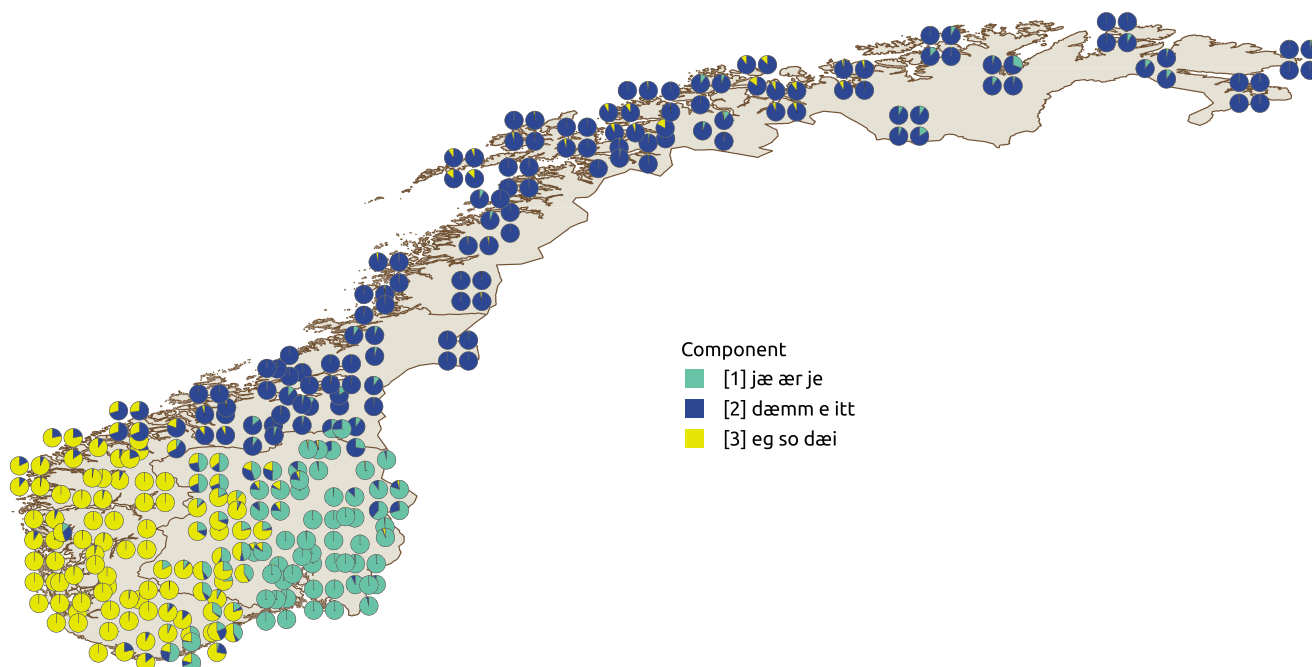 Component
[1] jæ ær je
[2] dæmm e itt
[3] eg so dæi